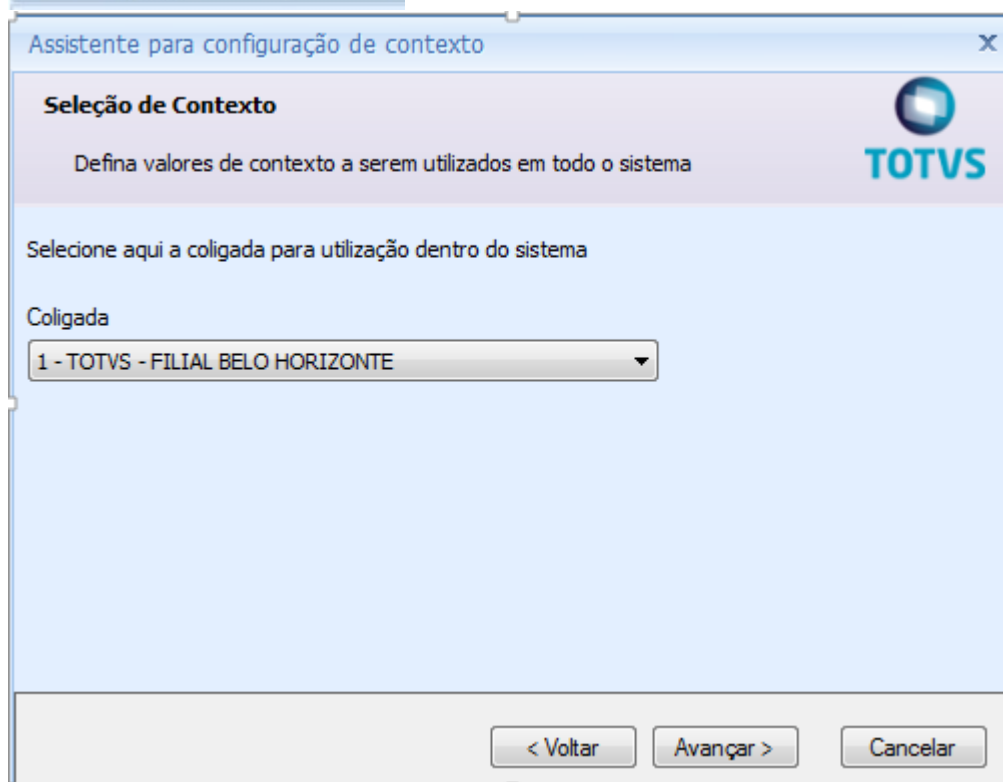 Assistente para configuração de contexto
x
Seleção de Contexto
Defina valores de contexto a serem utilizados em todo o sistema
TOTVS
Selecione aqui a coligada para utilização dentro do sistema
Coligada
1 - TOTVS - FILIAL BELO HORIZONTE
< Voltar
Avançar >
Cancelar